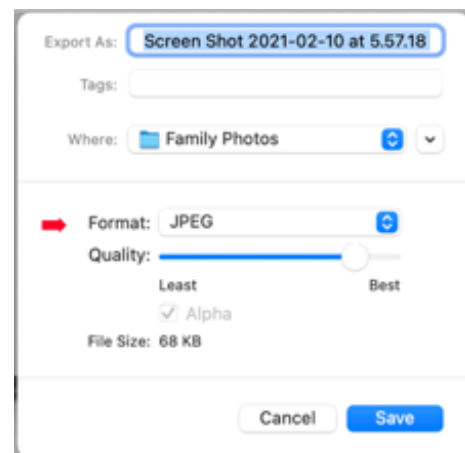 Export As: Screen Shot 2021-02-10 at 5.57.18
Tags:
Where: Family Photos
Format: JPEG
Quality:
Least Best
Alpha
File Size: 68 KB
Cancel Save